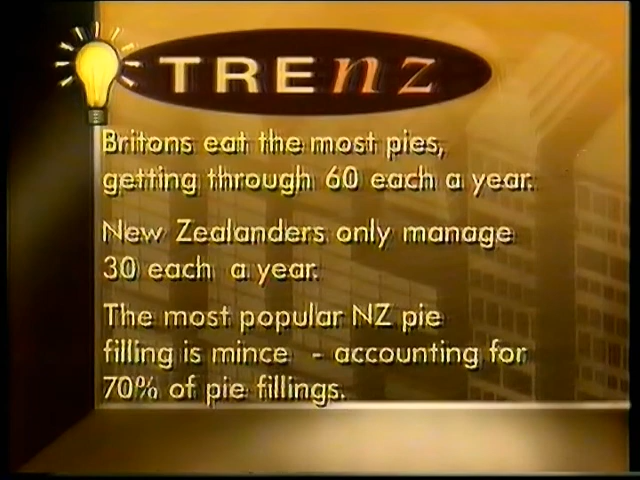 TRENZ
Britons eat the most pies,
getting through 60 each a year.
New Zealanders only manage
30 each a year.
The most popular NZ pie
filling is mince - accounting for
70% of pie fillings.